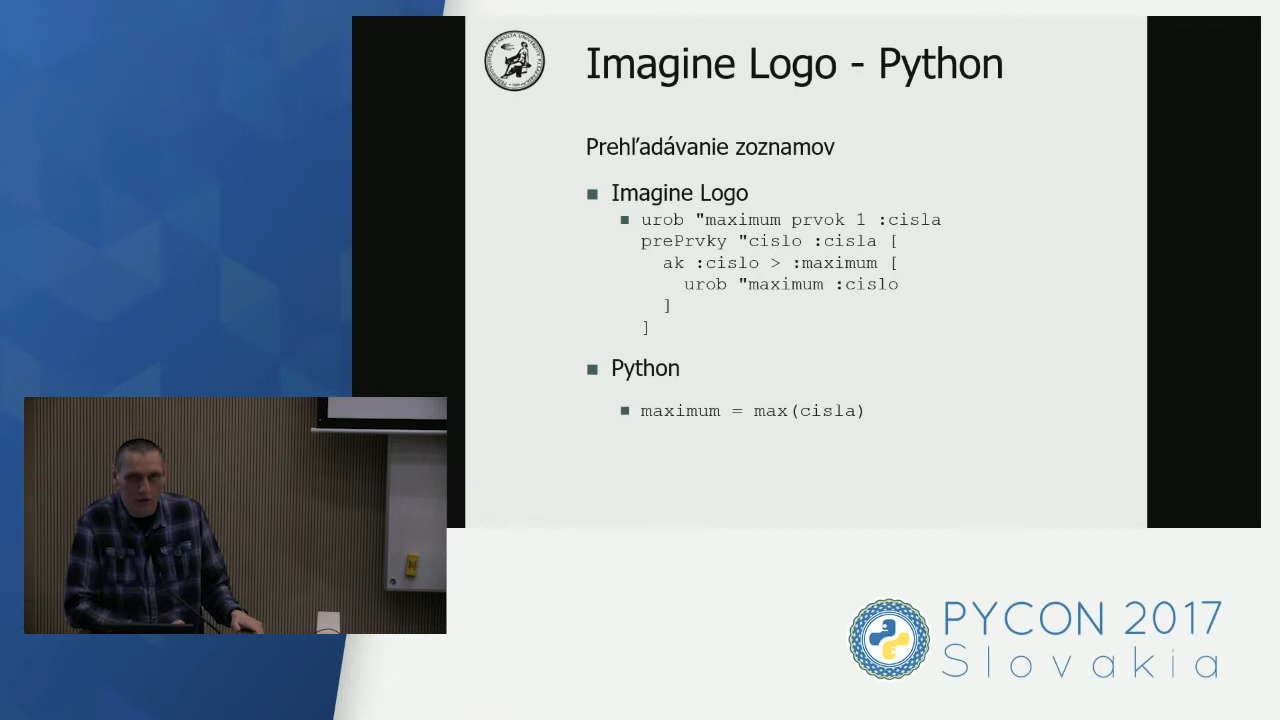 Imagine Logo - Python
Prehľadávanie zoznamov
Imagine Logo
urob "maximum prvok 1 :cisla
prePrvky "cislo :cisla [
ak :cislo > :maximum [
urob "maximum :cislo
]
]
Python
maximum = max(cisla)
PYCON 2017
Slovakia